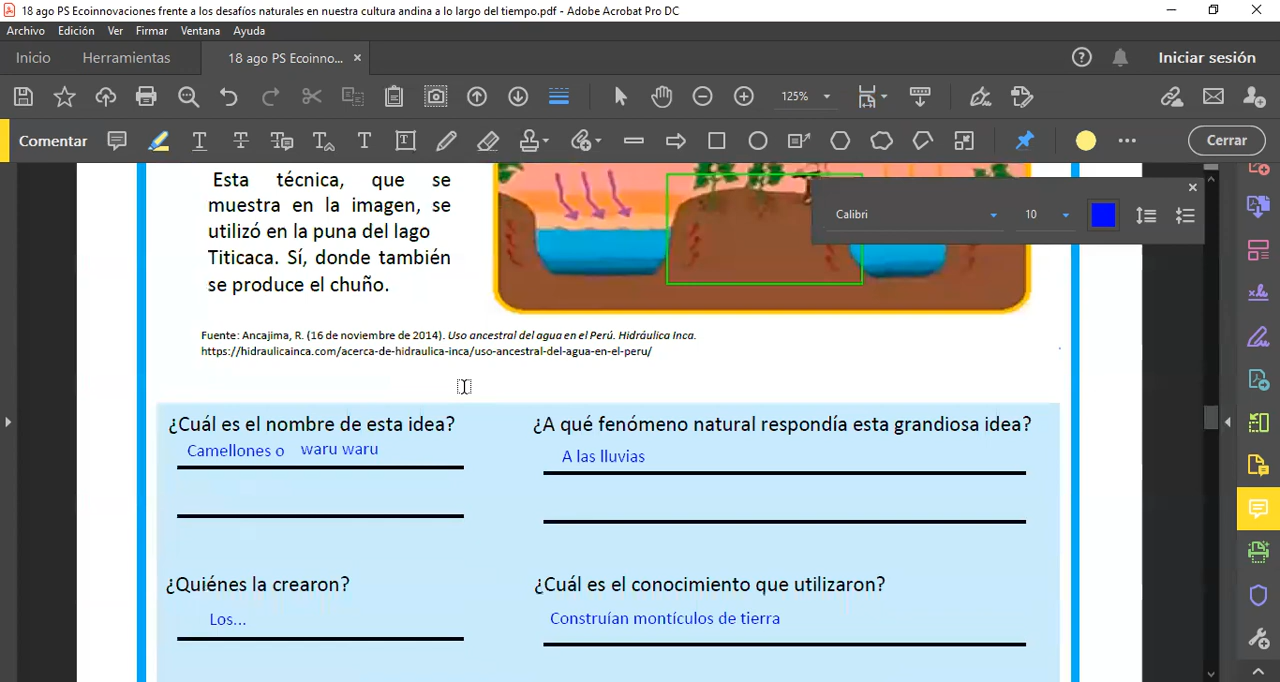 18 ago PS Ecoinnovaciones frente a los desafíos naturales en nuestra cultura andina a lo largo del tiempo.pdf - Adobe Acrobat Pro DC
Archivo Edición Ver Firmar Ventana Ayuda
Inicio Herramientas 18 ago PS Ecoinno... × Iniciar sesión
125%
Comentar Cerrar
Calibri 10
Esta técnica, que se
muestra en la imagen, se
utilizó en la puna del lago
Titicaca. Sí, donde también
se produce el chuño.
Fuente: Ancajima, R. (16 de noviembre de 2014). Uso ancestral del agua en el Perú. Hidráulica Inca.
https://hidraulicainca.com/acerca-de-hidraulica-inca/uso-ancestral-del-agua-en-el-peru/
¿Cuál es el nombre de esta idea? ¿A qué fenómeno natural respondía esta grandiosa idea?
Camellones o waru waru A las lluvias
¿Quiénes la crearon? ¿Cuál es el conocimiento que utilizaron?
Los... Construían montículos de tierra